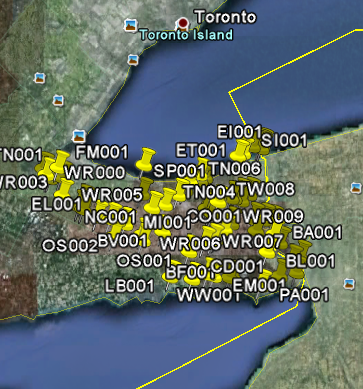 Toronto
Toronto Island
EI001
SI001
TN001
FM001
ET001
WR003
WR000
SP001
TN006
EL001
WR005
TN004
TW008
NC001
MI001
CO001
WR009
OS002
BV001
WR006
WR007
BA001
OS001
BF001
CD001
BL001
LB001
WW001
EM001
PA001